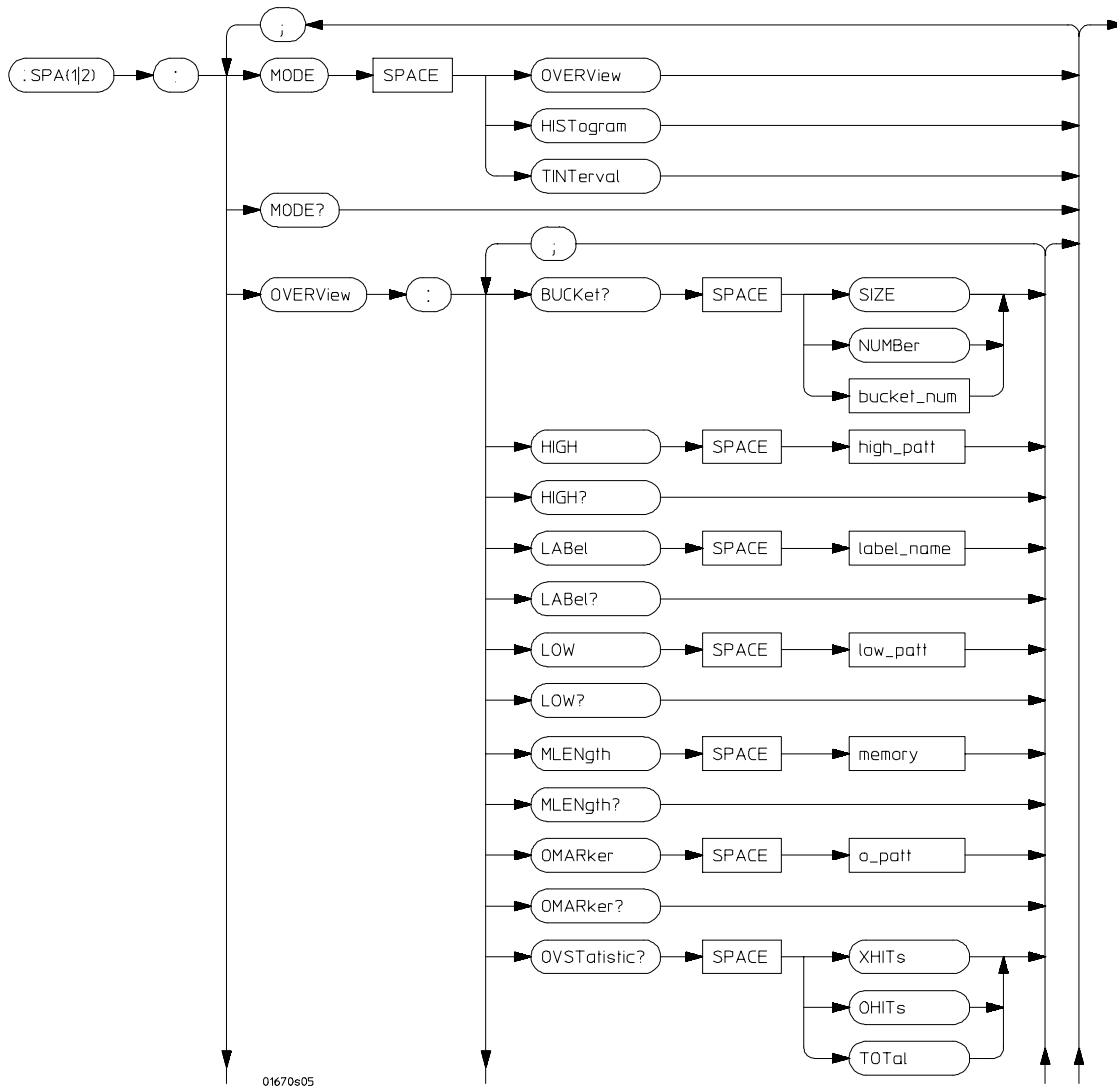 ;
:SPA(1|2) : MODE SPACE OVERView
HISTogram
TINTerval
MODE?
;
OVERView : BUCKet? SPACE SIZE
NUMBer
bucket_num
HIGH SPACE high_patt
HIGH?
LABel SPACE label_name
LABel?
LOW SPACE low_patt
LOW?
MLENgth SPACE memory
MLENgth?
OMARker SPACE o_patt
OMARker?
OVSTatistic? SPACE XHITs
OHITs
TOTal
01670s05